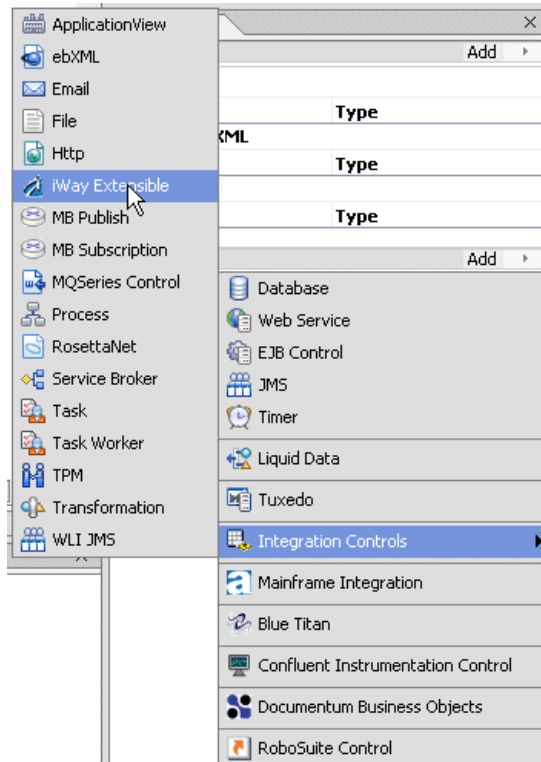 ApplicationView
ebXML
Email
File
Http
iWay Extensible
MB Publish
MB Subscription
MQSeries Control
Process
RosettaNet
Service Broker
Task
Task Worker
TPM
Transformation
WLI JMS
Add
Type
XML
Type
Type
Add
Database
Web Service
EJB Control
JMS
Timer
Liquid Data
Tuxedo
Integration Controls
Mainframe Integration
Blue Titan
Confluent Instrumentation Control
Documentum Business Objects
RoboSuite Control